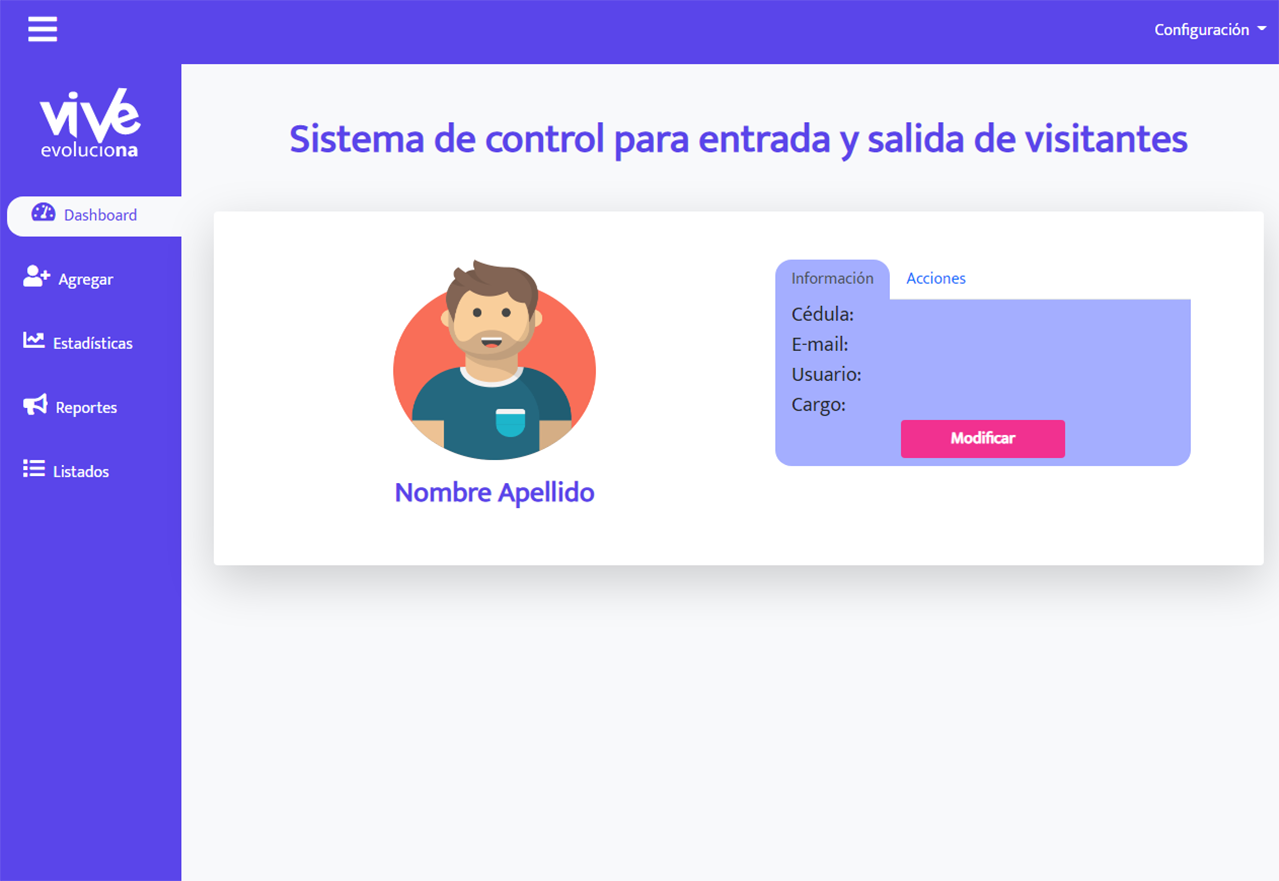 Configuración
vive
evoluciona
Sistema de control para entrada y salida de visitantes
Dashboard
Agregar
Estadísticas
Reportes
Listados
Nombre Apellido
Información Acciones
Cédula:
E-mail:
Usuario:
Cargo:
Modificar